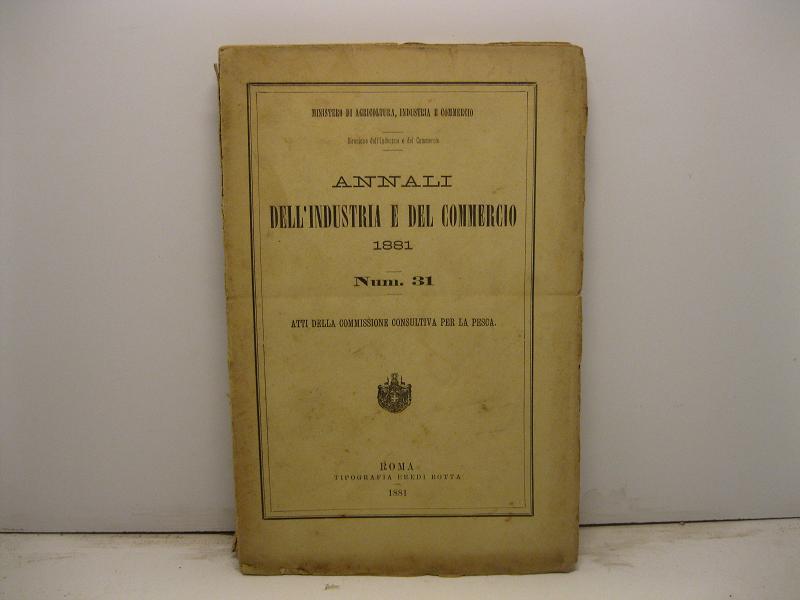 MINISTERO DI AGRICOLTURA, INDUSTRIA E COMMERCIO
Direzione dell'Industria e del Commercio
ANNALI
DELL'INDUSTRIA E DEL COMMERCIO
1881
Num. 31
ATTI DELLA COMMISSIONE CONSULTIVA PER LA PESCA.
ROMA
TIPOGRAFIA EREDI BOTTA
1881